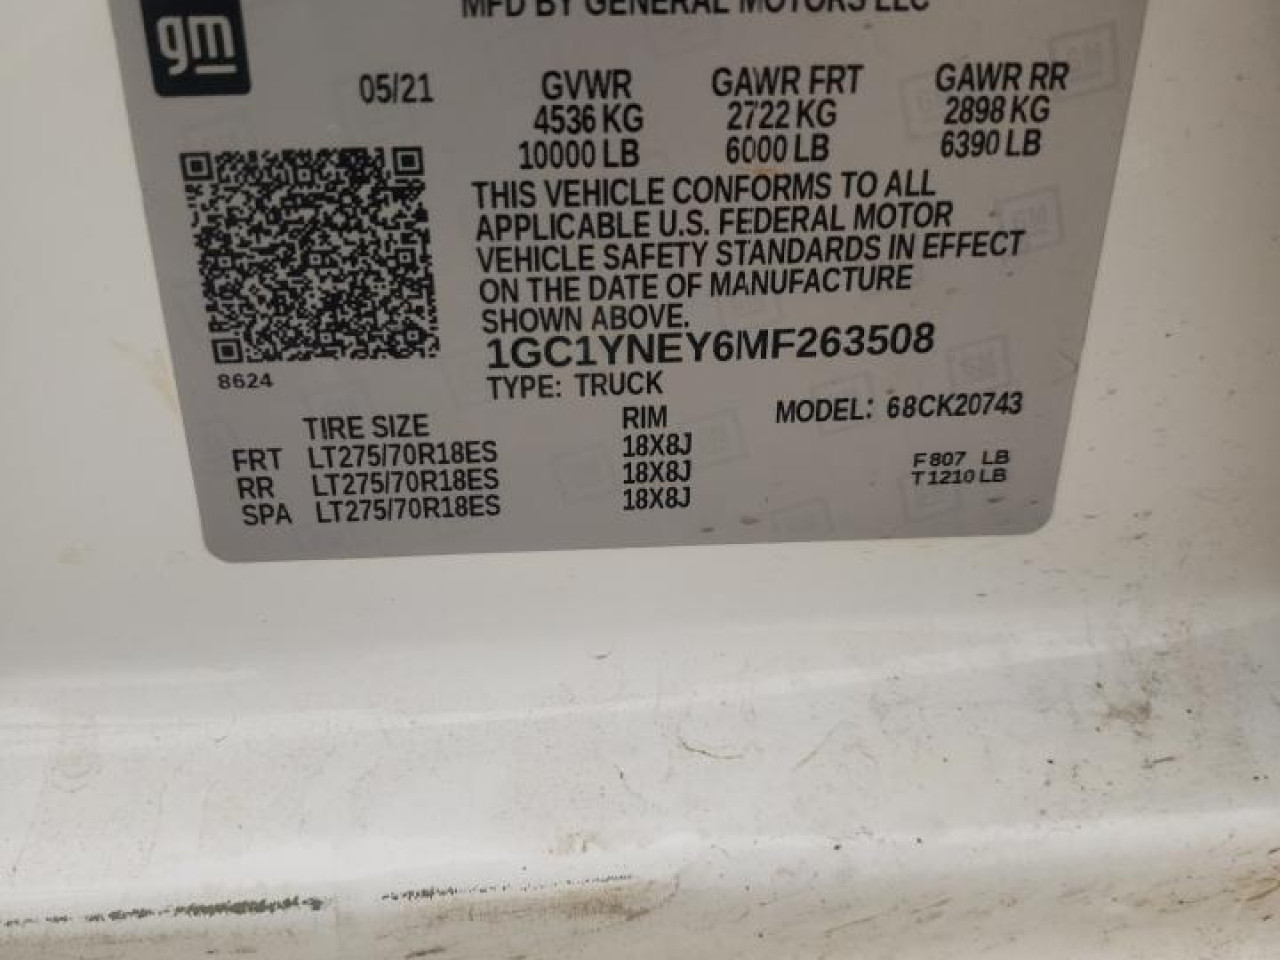 MFD BY GENERAL MOTORS LLC
gm
05/21 GVWR GAWR FRT GAWR RR
4536 KG 2722 KG 2898 KG
10000 LB 6000 LB 6390 LB
THIS VEHICLE CONFORMS TO ALL
APPLICABLE U.S. FEDERAL MOTOR
VEHICLE SAFETY STANDARDS IN EFFECT
ON THE DATE OF MANUFACTURE
SHOWN ABOVE.
1GC1YNEY6MF263508
8624
TYPE: TRUCK
MODEL: 68CK20743
TIRE SIZE RIM
FRT LT275/70R18ES 18X8J
RR LT275/70R18ES 18X8J
SPA LT275/70R18ES 18X8J
F 807 LB
T 1210 LB